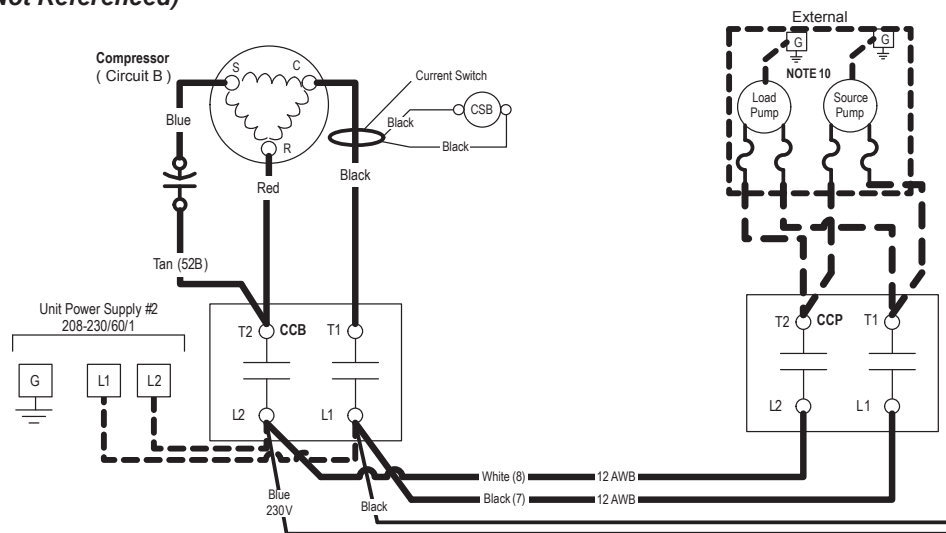 Not Referenced)
External
Compressor
( Circuit B )
S
C
R
Current Switch
CSB
Black
Black
Blue
Red
Black
Tan (52B)
G
G
NOTE 10
Load
Pump
Source
Pump
Unit Power Supply #2
208-230/60/1
G
L1
L2
T2
CCB
T1
L2
L1
T2
CCP
T1
L2
L1
White (8)
12 AWB
Black (7)
12 AWB
Blue
230V
Black